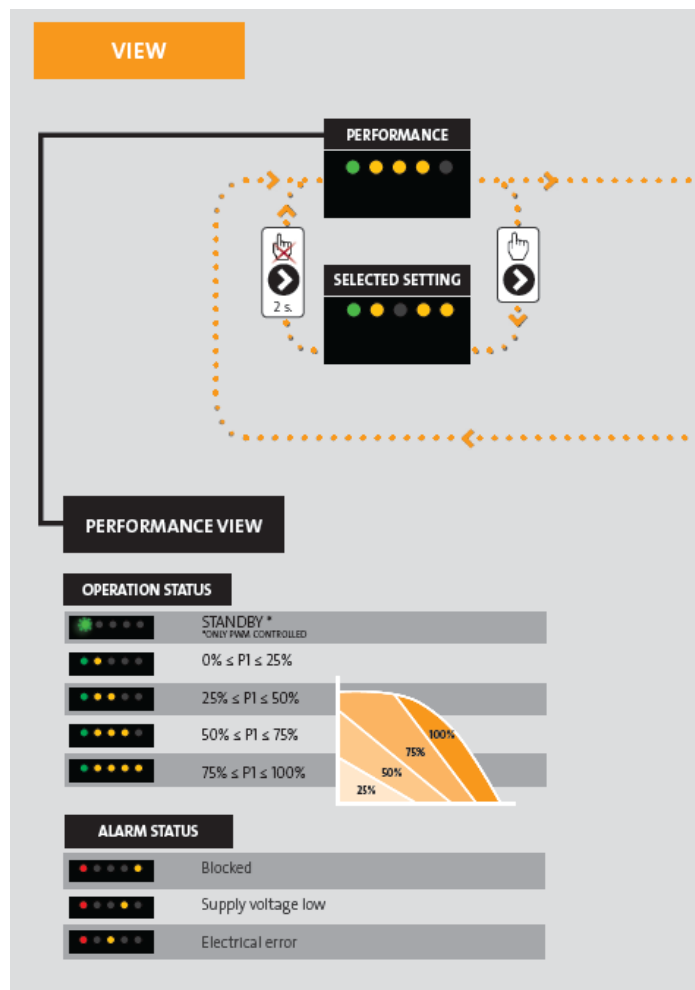 VIEW
PERFORMANCE
SELECTED SETTING
2 s.
PERFORMANCE VIEW
OPERATION STATUS
STANDBY *
*ONLY PWM CONTROLLED
0% ≤ P1 ≤ 25%
25% ≤ P1 ≤ 50%
50% ≤ P1 ≤ 75%
75% ≤ P1 ≤ 100%
100%
75%
50%
25%
ALARM STATUS
Blocked
Supply voltage low
Electrical error